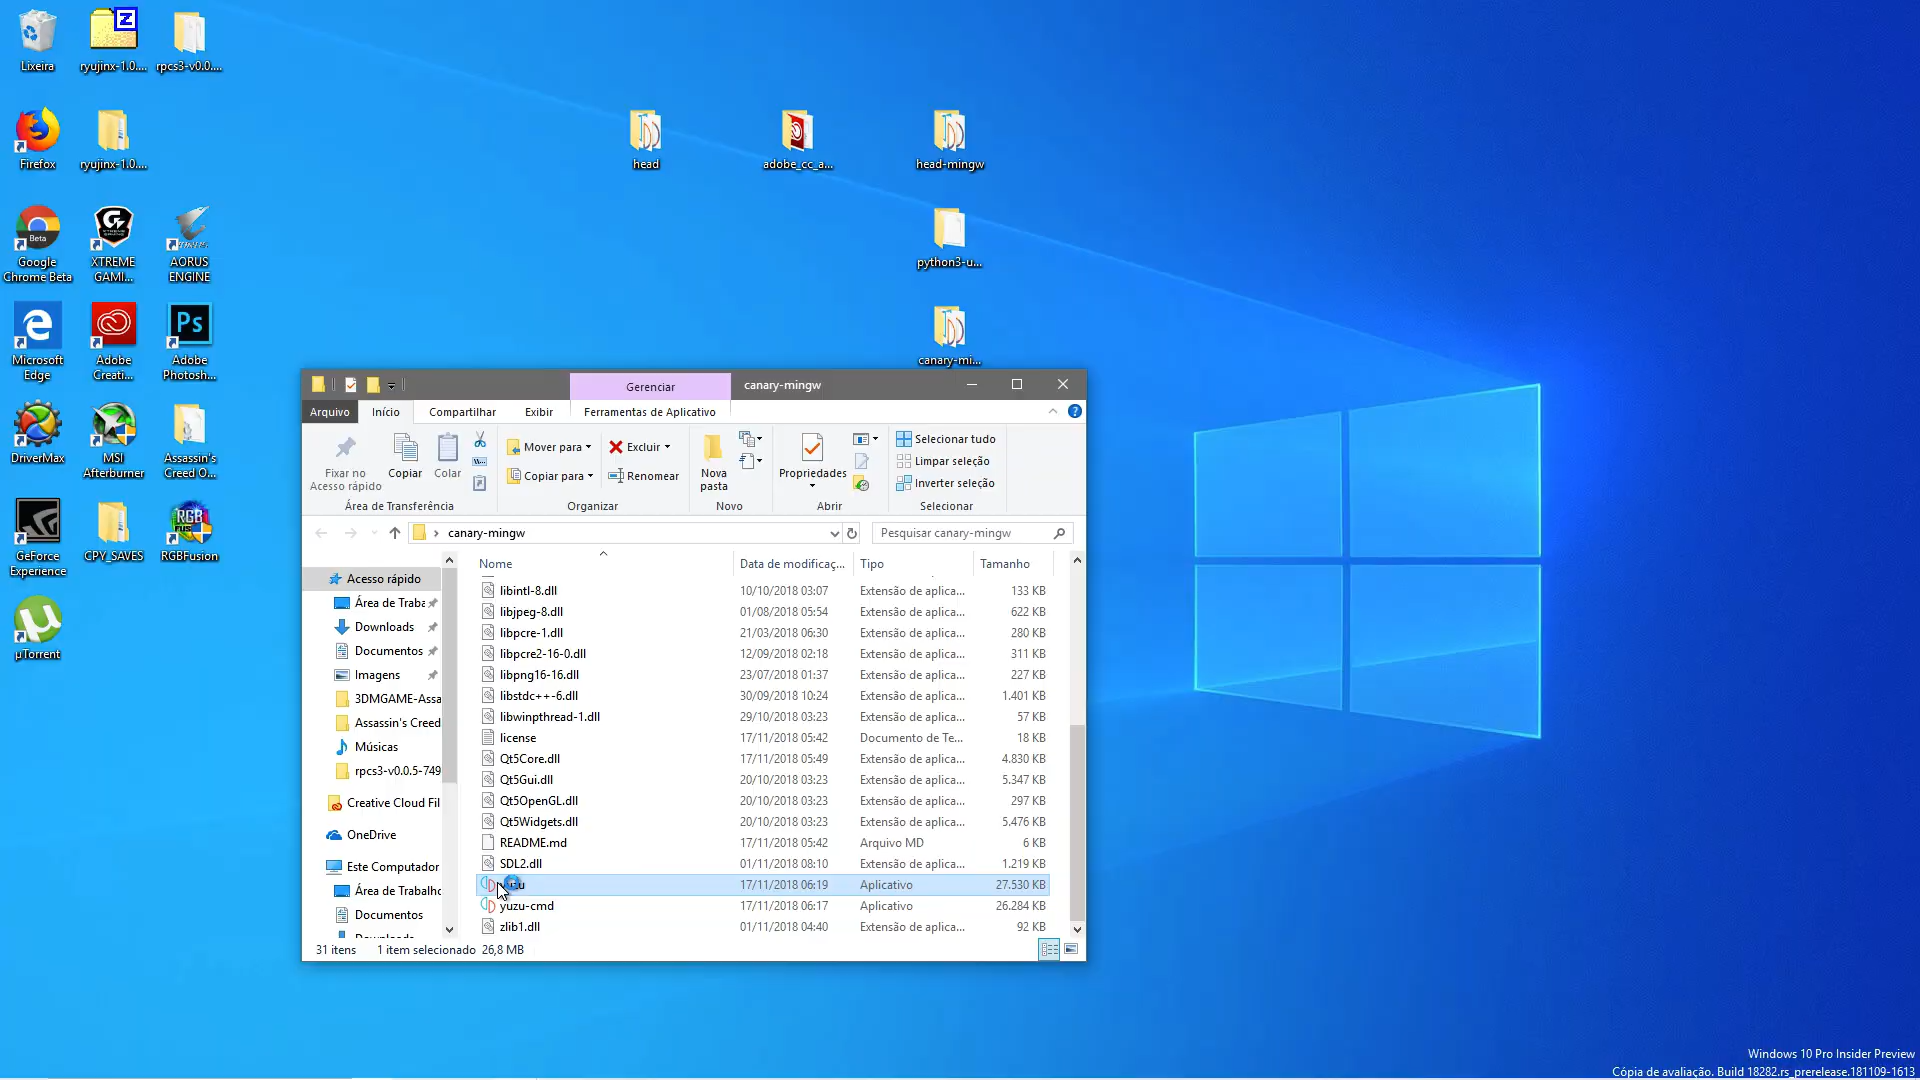 Lixeira
ryujinx-1.0....
rpcs3-v0.0....
Firefox
ryujinx-1.0....
head
adobe_cc_a...
head-mingw
Google
Chrome Beta
XTREME
GAMI...
AORUS
ENGINE
python3-u...
Microsoft
Edge
Adobe
Creati...
Adobe
Photosh...
canary-mi...
DriverMax
MSI
Afterburner
Assassin's
Creed O...
GeForce
Experience
CPY_SAVES
RGBFusion
µTorrent
Gerenciar
canary-mingw
Arquivo
Início
Compartilhar
Exibir
Ferramentas de Aplicativo
Fixar no
Acesso rápido
Copiar
Colar
Mover para
Copiar para
Excluir
Renomear
Nova
pasta
Propriedades
Selecionar tudo
Limpar seleção
Inverter seleção
Área de Transferência
Organizar
Novo
Abrir
Selecionar
canary-mingw
Pesquisar canary-mingw
Acesso rápido
Área de Traba
Downloads
Documentos
Imagens
3DMGAME-Assa
Assassin's Creed
Músicas
rpcs3-v0.0.5-749
Creative Cloud Fil
OneDrive
Este Computador
Área de Trabalho
Documentos
Nome Data de modificaç... Tipo Tamanho
libintl-8.dll 10/10/2018 03:07 Extensão de aplica... 133 KB
libjpeg-8.dll 01/08/2018 05:54 Extensão de aplica... 622 KB
libpcre-1.dll 21/03/2018 06:30 Extensão de aplica... 280 KB
libpcre2-16-0.dll 12/09/2018 02:18 Extensão de aplica... 311 KB
libpng16-16.dll 23/07/2018 01:37 Extensão de aplica... 227 KB
libstdc++-6.dll 30/09/2018 10:24 Extensão de aplica... 1.401 KB
libwinpthread-1.dll 29/10/2018 03:23 Extensão de aplica... 57 KB
license 17/11/2018 05:42 Documento de Te... 18 KB
Qt5Core.dll 17/11/2018 05:49 Extensão de aplica... 4.830 KB
Qt5Gui.dll 20/10/2018 03:23 Extensão de aplica... 5.347 KB
Qt5OpenGL.dll 20/10/2018 03:23 Extensão de aplica... 297 KB
Qt5Widgets.dll 20/10/2018 03:23 Extensão de aplica... 5.476 KB
README.md 17/11/2018 05:42 Arquivo MD 6 KB
SDL2.dll 01/11/2018 08:10 Extensão de aplica... 1.219 KB
17/11/2018 06:19 Aplicativo 27.530 KB
yuzu-cmd 17/11/2018 06:17 Aplicativo 26.284 KB
zlib1.dll 01/11/2018 04:40 Extensão de aplica... 92 KB
31 itens 1 item selecionado 26,8 MB
Windows 10 Pro Insider Preview
Cópia de avaliação. Build 18282.rs_prerelease.181109-1613